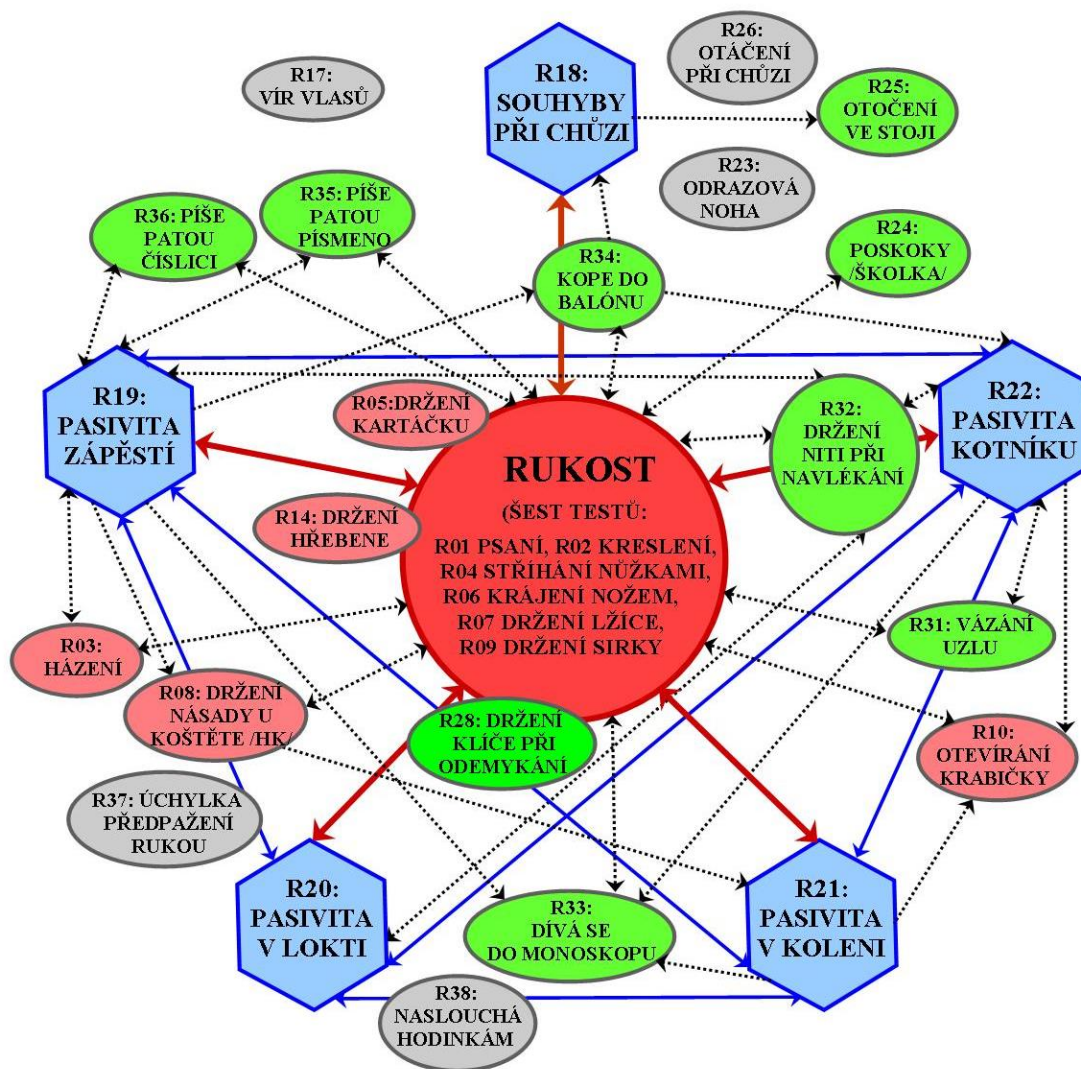 R26:
OTÁČENÍ
PŘI CHŮZI
R17:
VÍR VLASŮ
R18:
SOUHYBY
PŘI CHŮZI
R25:
OTOČENÍ
VE STOJI
R23:
ODRAZOVÁ
NOHA
R36: PÍŠE
PATOU
ČÍSLICI
R35: PÍŠE
PATOU
PÍSMENO
R34:
KOPE DO
BALÓNU
R24:
POSKOKY
/ŠKOLKA/
R19:
PASIVITA
ZÁPĚSTÍ
R05:DRŽENÍ
KARTÁČKU
R32:
DRŽENÍ
NITI PŘI
NAVLÉKÁNÍ
R22:
PASIVITA
KOTNÍKU
R14: DRŽENÍ
HŘEBENE
RUKOST
(ŠEST TESTŮ:
R01 PSANÍ, R02 KRESLENÍ,
R04 STŘÍHÁNÍ NŮŽKAMI,
R06 KRÁJENÍ NOŽEM,
R07 DRŽENÍ LŽÍCE,
R09 DRŽENÍ SIRKY
R31: VÁZÁNÍ
UZLU
R03:
HÁZENÍ
R08: DRŽENÍ
NÁSADY U
KOŠTĚTE /HK/
R28: DRŽENÍ
KLÍČE PŘI
ODEMYKÁNÍ
R10:
OTEVÍRÁNÍ
KRABIČKY
R37: ÚCHYLKA
PŘEDPAŽENÍ
RUKOU
R20:
PASIVITA
V LOKTI
R33:
DÍVÁ SE
DO MONOSKOPU
R21:
PASIVITA
V KOLENI
R38:
NASLOUCHÁ
HODINKÁM